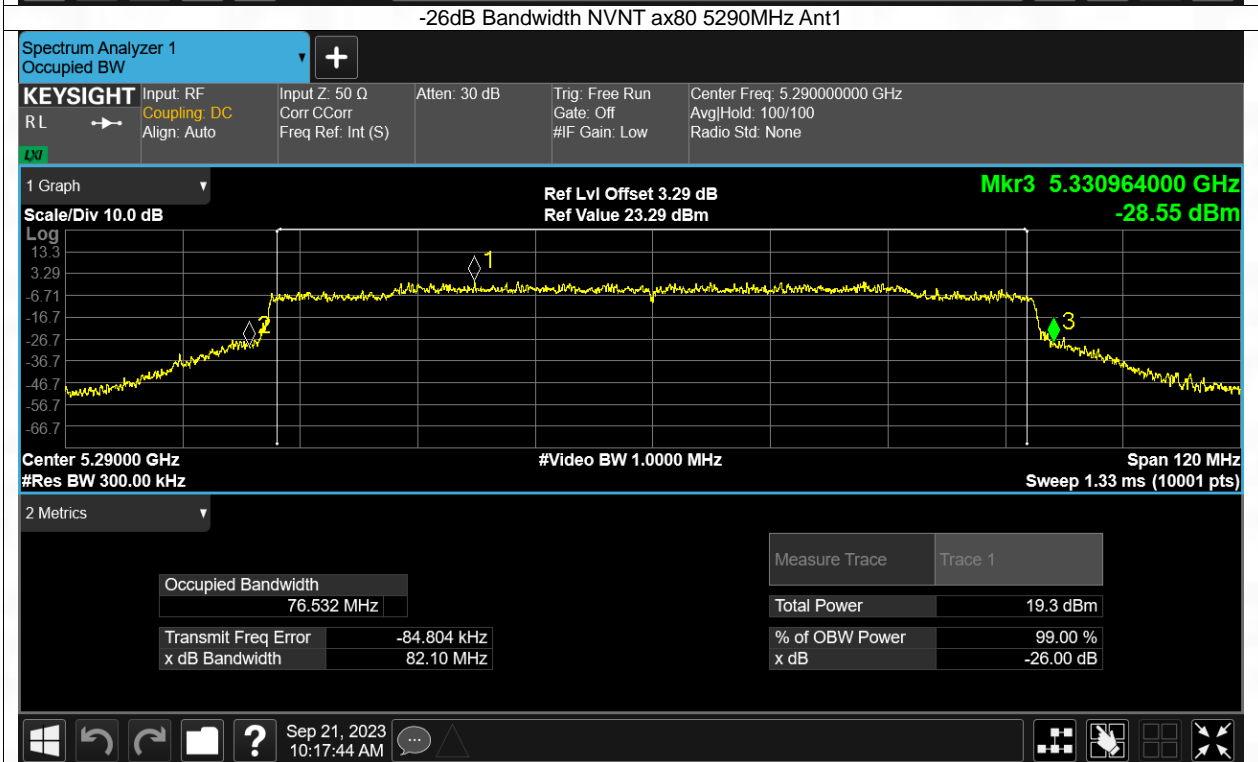 -26dB Bandwidth NVNT ax80 5290MHz Ant1
Spectrum Analyzer 1
Occupied BW
+
KEYSIGHT
R L
LXI
Input: RF
Coupling: DC
Align: Auto
Input Z: 50 Ω
Corr CCorr
Freq Ref: Int (S)
Atten: 30 dB
Trig: Free Run
Gate: Off
#IF Gain: Low
Center Freq: 5.290000000 GHz
Avg|Hold: 100/100
Radio Std: None
1 Graph
Scale/Div 10.0 dB
Ref Lvl Offset 3.29 dB
Ref Value 23.29 dBm
Mkr3 5.330964000 GHz
-28.55 dBm
Log
13.3
3.29
-6.71
-16.7
-26.7
-36.7
-46.7
-56.7
-66.7
1
2
3
Center 5.29000 GHz
#Video BW 1.0000 MHz
Span 120 MHz
#Res BW 300.00 kHz
Sweep 1.33 ms (10001 pts)
2 Metrics
Occupied Bandwidth
76.532 MHz
Transmit Freq Error -84.804 kHz
x dB Bandwidth 82.10 MHz
Measure Trace Trace 1
Total Power 19.3 dBm
% of OBW Power 99.00 %
x dB -26.00 dB
?
Sep 21, 2023
10:17:44 AM